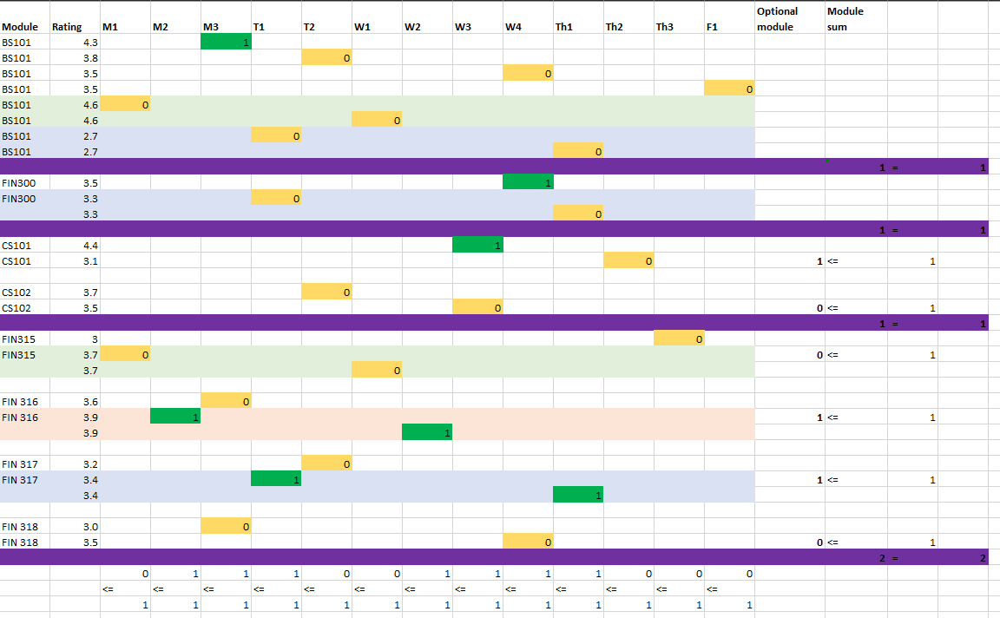 Optional Module
Module Rating M1 M2 M3 T1 T2 W1 W2 W3 W4 Th1 Th2 Th3 F1 module sum
BS101 4.3 1
BS101 3.8 0
BS101 3.5 0
BS101 3.5 0
BS101 4.6 0
BS101 4.6 0
BS101 2.7 0
BS101 2.7 0
1 = 1
FIN300 3.5 1
FIN300 3.3 0
3.3 0
1 = 1
CS101 4.4 1
CS101 3.1 0 1 <= 1
CS102 3.7 0
CS102 3.5 0 0 <= 1
1 = 1
FIN315 3 0
FIN315 3.7 0 0 <= 1
3.7 0
FIN 316 3.6 0
FIN 316 3.9 1 1 <= 1
3.9 1
FIN 317 3.2 0
FIN 317 3.4 1 1 <= 1
3.4 1
FIN 318 3.0 0
FIN 318 3.5 0 0 <= 1
2 = 2
0 1 1 1 0 0 1 1 1 1 0 0 0
<= <= <= <= <= <= <= <= <= <= <= <= <=
1 1 1 1 1 1 1 1 1 1 1 1 1